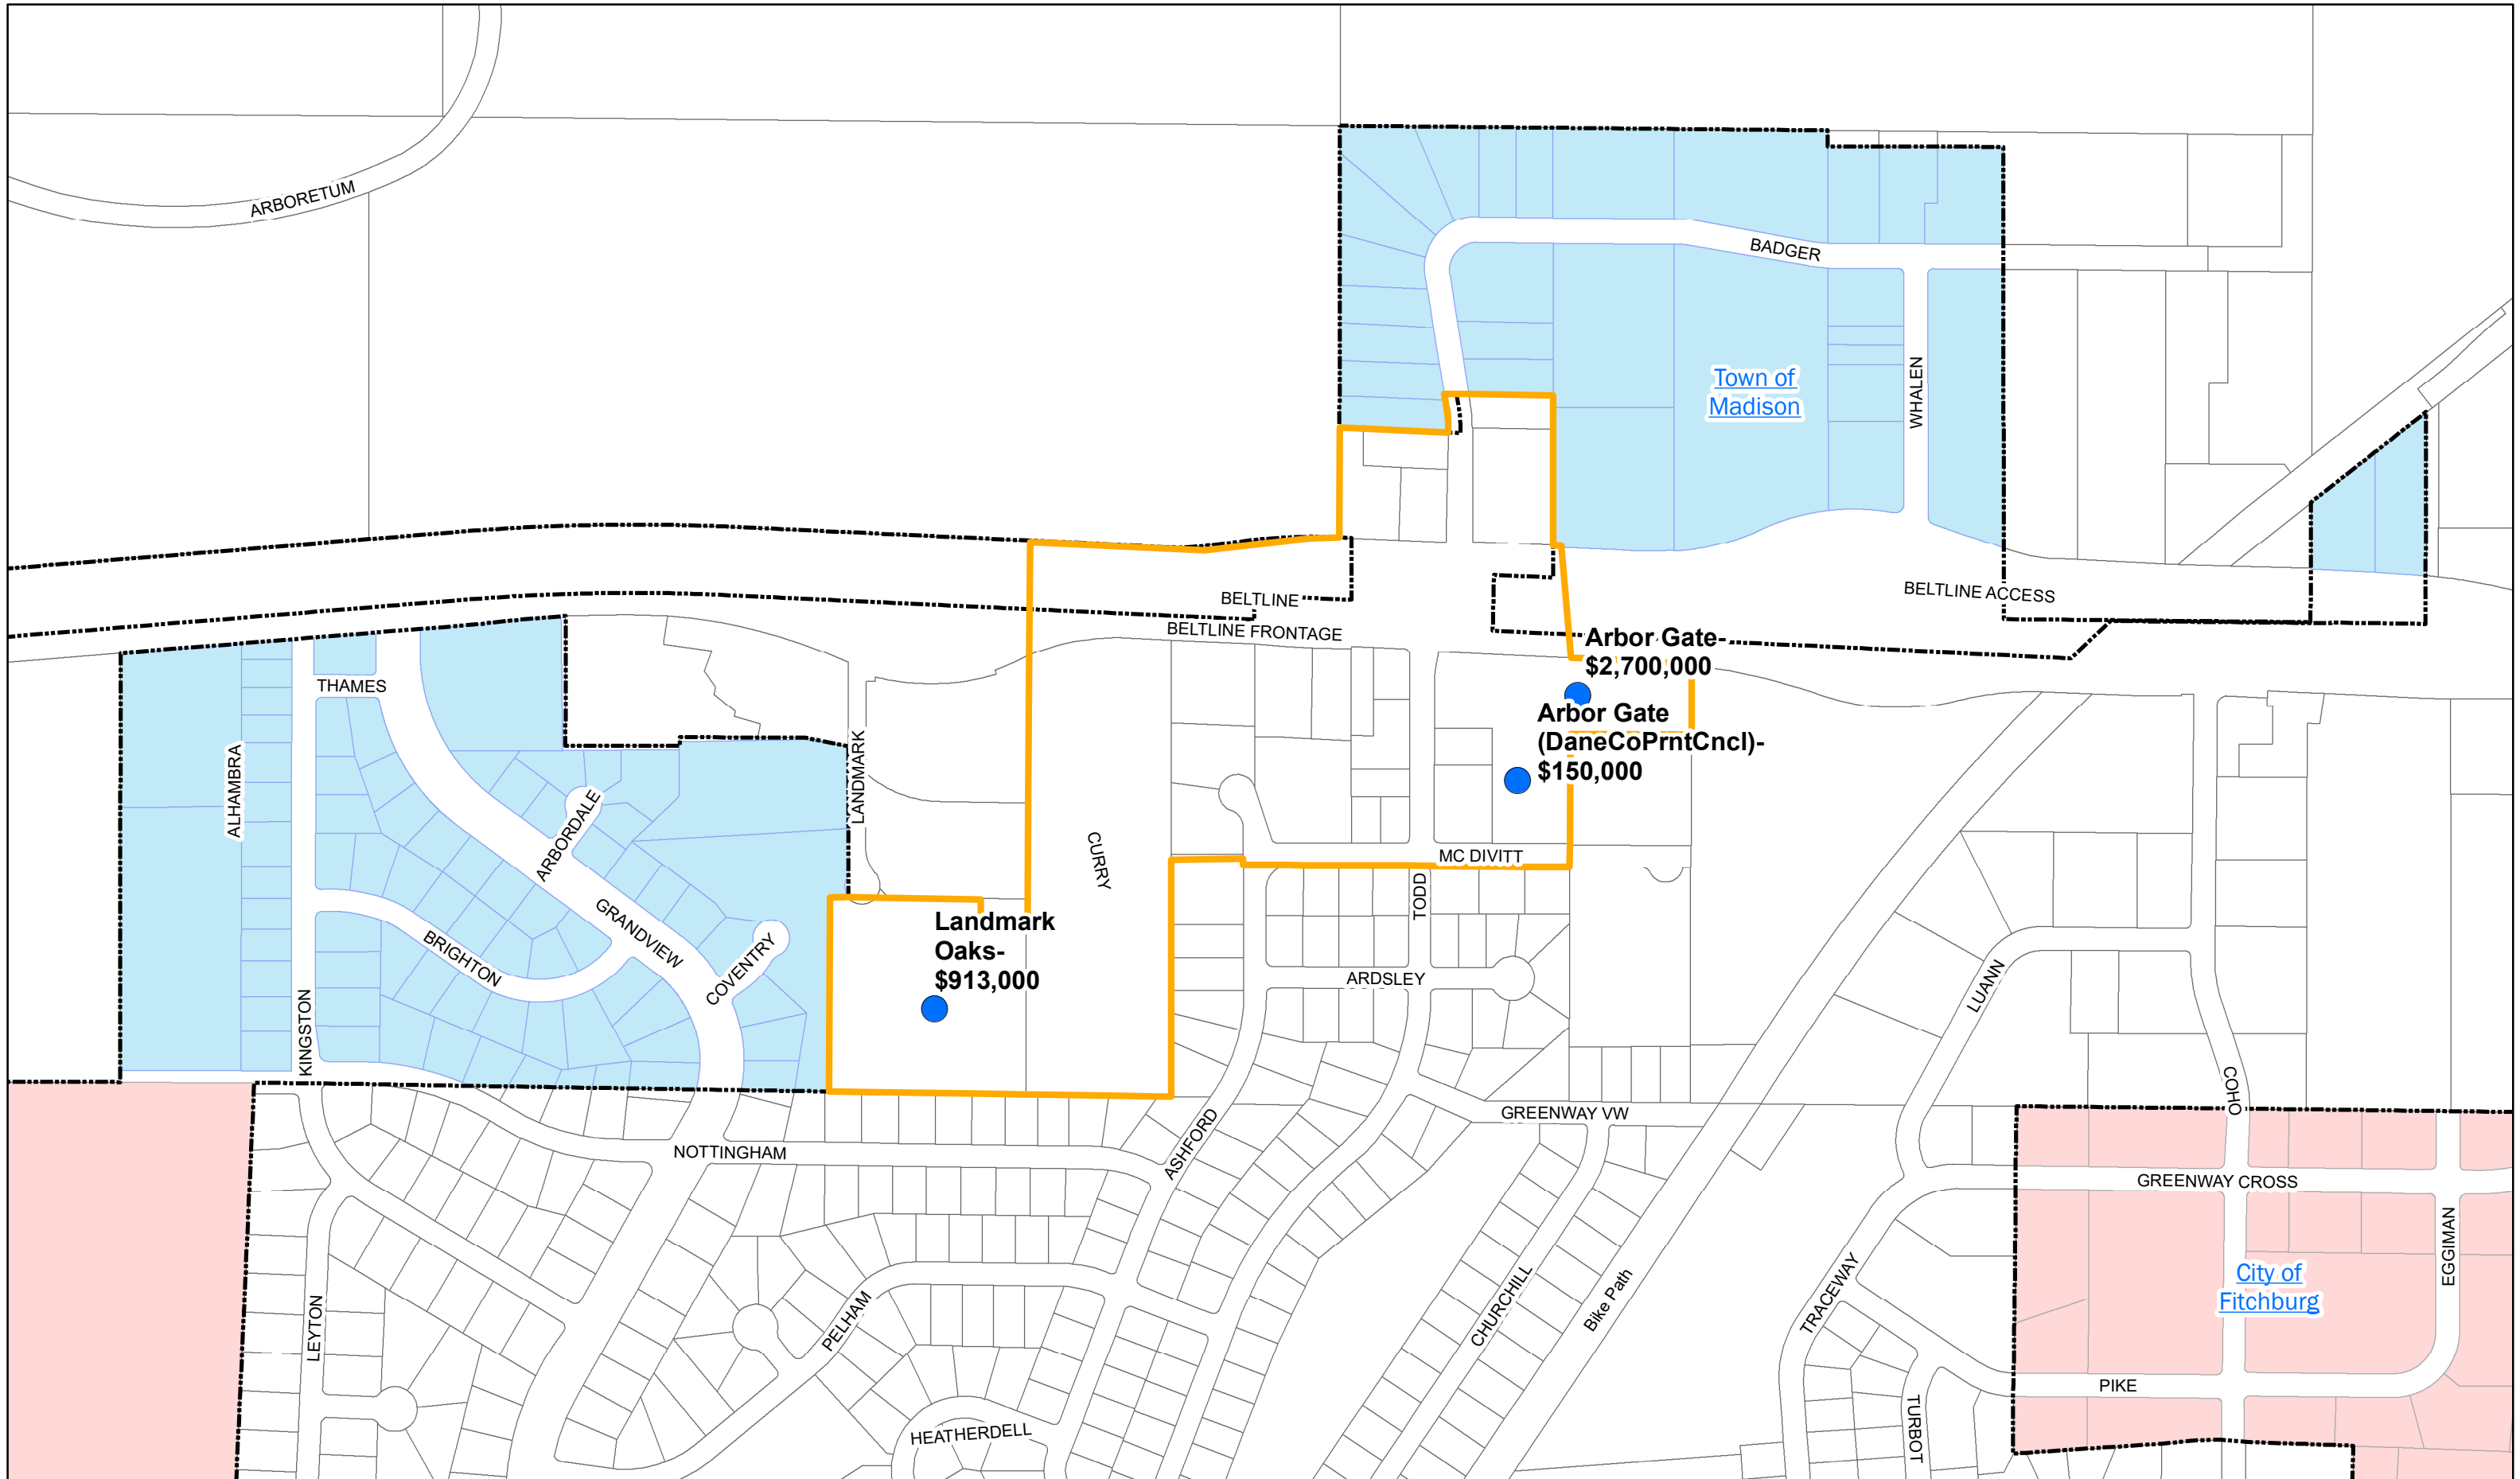 ARBORETUM
BADGER
Town of
Madison
WHALEN
BELTLINE
BELTLINE ACCESS
BELTLINE FRONTAGE
Arbor Gate-
$2,700,000
THAMES
Arbor Gate
(DaneCoPrntCncl)-
$150,000
ALHAMBRA
LANDMARK
ARBORDALE
CURRY
MC DIVITT
TODD
Landmark
Oaks-
$913,000
GRANDVIEW
BRIGHTON
COVENTRY
ARDSLEY
LUANN
KINGSTON
COHO
GREENWAY VW
ASHFORD
NOTTINGHAM
GREENWAY CROSS
EGGIMAN
City of
Fitchburg
LEYTON
PELHAM
CHURCHILL
Bike Path
TRACEWAY
PIKE
TURBOT
HEATHERDELL